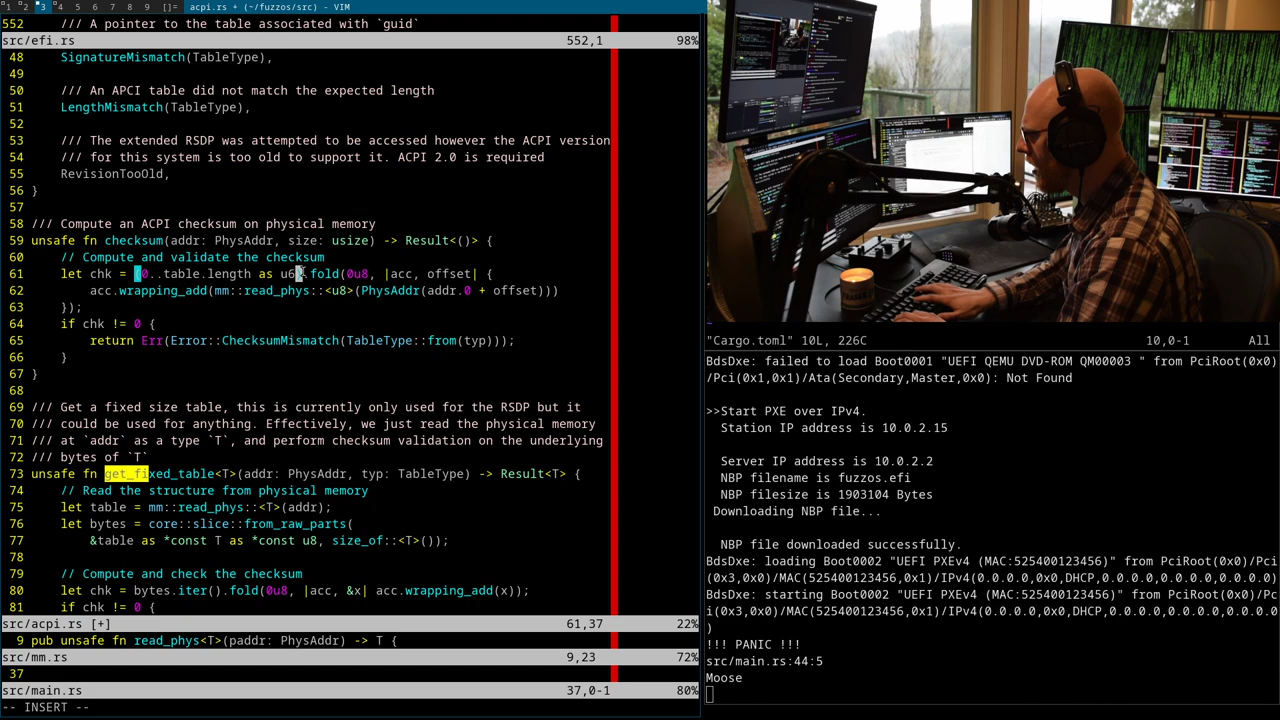 1 2 3 4 5 6 7 8 9 []= acpi.rs + (~/fuzzos/src) - VIM
552     /// A pointer to the table associated with `guid`
src/efi.rs 552,1 98%
48     SignatureMismatch(TableType),
49
50     /// An APCI table did not match the expected length
51     LengthMismatch(TableType),
52
53     /// The extended RSDP was attempted to be accessed however the ACPI version
54     /// for this system is too old to support it. ACPI 2.0 is required
55     RevisionTooOld,
56 }
57
58 /// Compute an ACPI checksum on physical memory
59 unsafe fn checksum(addr: PhysAddr, size: usize) -> Result<()> {
60     // Compute and validate the checksum
61     let chk = (0..table.length as u6).fold(0u8, |acc, offset| {
62         acc.wrapping_add(mm::read_phys::<u8>(PhysAddr(addr.0 + offset)))
63     });
64     if chk != 0 {
65         return Err(Error::ChecksumMismatch(TableType::from(typ)));
66     }
67 }
68
69 /// Get a fixed size table, this is currently only used for the RSDP but it
70 /// could be used for anything. Effectively, we just read the physical memory
71 /// at `addr` as a type `T`, and perform checksum validation on the underlying
72 /// bytes of `T`
73 unsafe fn get_fixed_table<T>(addr: PhysAddr, typ: TableType) -> Result<T> {
74     // Read the structure from physical memory
75     let table = mm::read_phys::<T>(addr);
76     let bytes = core::slice::from_raw_parts(
77         &table as *const T as *const u8, size_of::<T>());
78
79     // Compute and check the checksum
80     let chk = bytes.iter().fold(0u8, |acc, &x| acc.wrapping_add(x));
81     if chk != 0 {
src/acpi.rs [+] 61,37 22%
9 pub unsafe fn read_phys<T>(paddr: PhysAddr) -> T {
src/mm.rs 9,23 72%
37
src/main.rs 37,0-1 80%
-- INSERT --
"Cargo.toml" 10L, 226C 10,0-1 All
BdsDxe: failed to load Boot0001 "UEFI QEMU DVD-ROM QM00003 " from PciRoot(0x0)
/Pci(0x1,0x1)/Ata(Secondary,Master,0x0): Not Found
>>Start PXE over IPv4.
Station IP address is 10.0.2.15
Server IP address is 10.0.2.2
NBP filename is fuzzos.efi
NBP filesize is 1903104 Bytes
Downloading NBP file...
NBP file downloaded successfully.
BdsDxe: loading Boot0002 "UEFI PXEv4 (MAC:525400123456)" from PciRoot(0x0)/Pci
(0x3,0x0)/MAC(525400123456,0x1)/IPv4(0.0.0.0,0x0,DHCP,0.0.0.0,0.0.0.0,0.0.0.0)
BdsDxe: starting Boot0002 "UEFI PXEv4 (MAC:525400123456)" from PciRoot(0x0)/Pc
i(0x3,0x0)/MAC(525400123456,0x1)/IPv4(0.0.0.0,0x0,DHCP,0.0.0.0,0.0.0.0,0.0.0.0
)
!!! PANIC !!!
src/main.rs:44:5
Moose